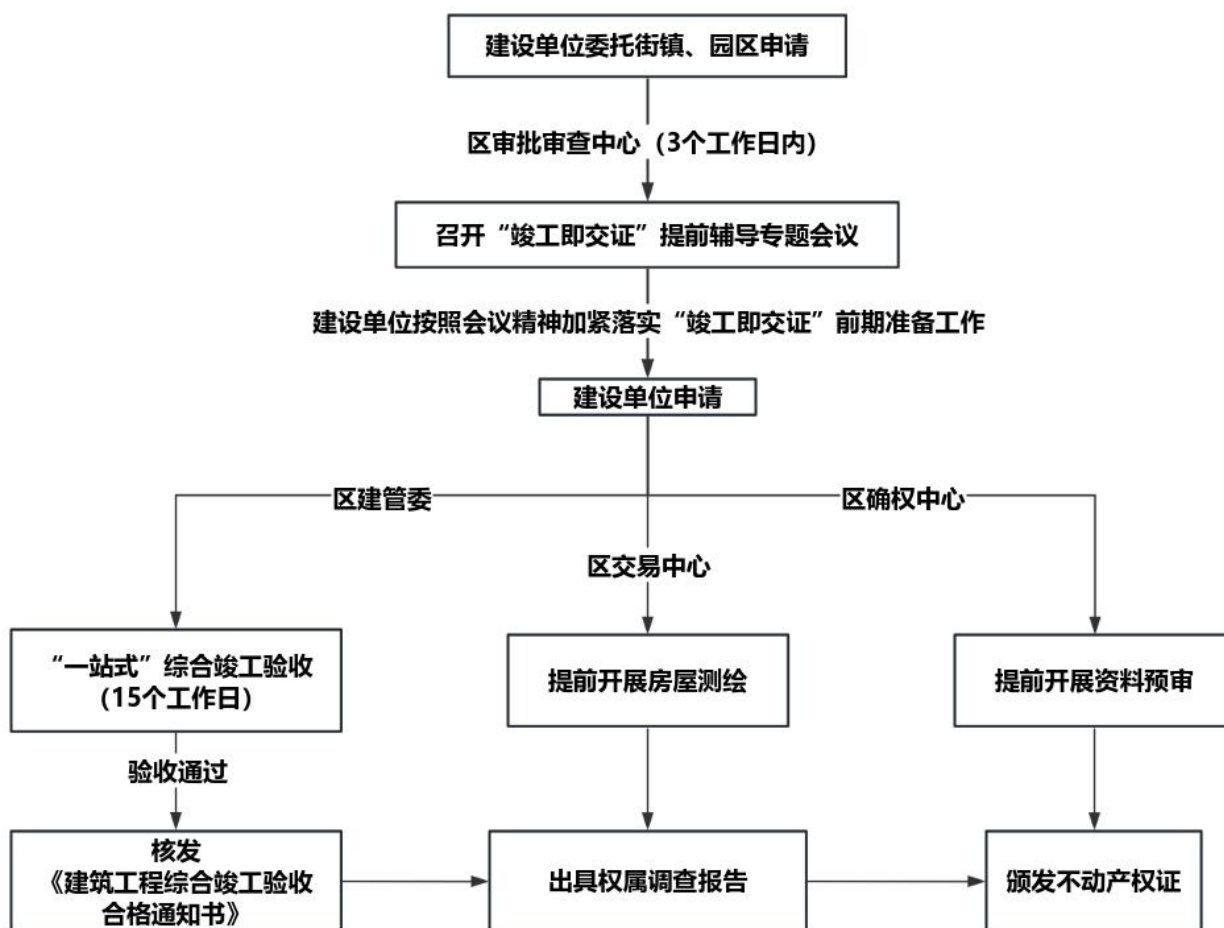 建设单位委托街镇、园区申请
区审批审查中心（3个工作日内）
召开“竣工即交证”提前辅导专题会议
建设单位按照会议精神加紧落实“竣工即交证”前期准备工作
建设单位申请
区建管委
区确权中心
区交易中心
“一站式”综合竣工验收
（15个工作日）
提前开展房屋测绘
提前开展资料预审
验收通过
核发
《建筑工程综合竣工验收
合格通知书》
出具权属调查报告
颁发不动产权证